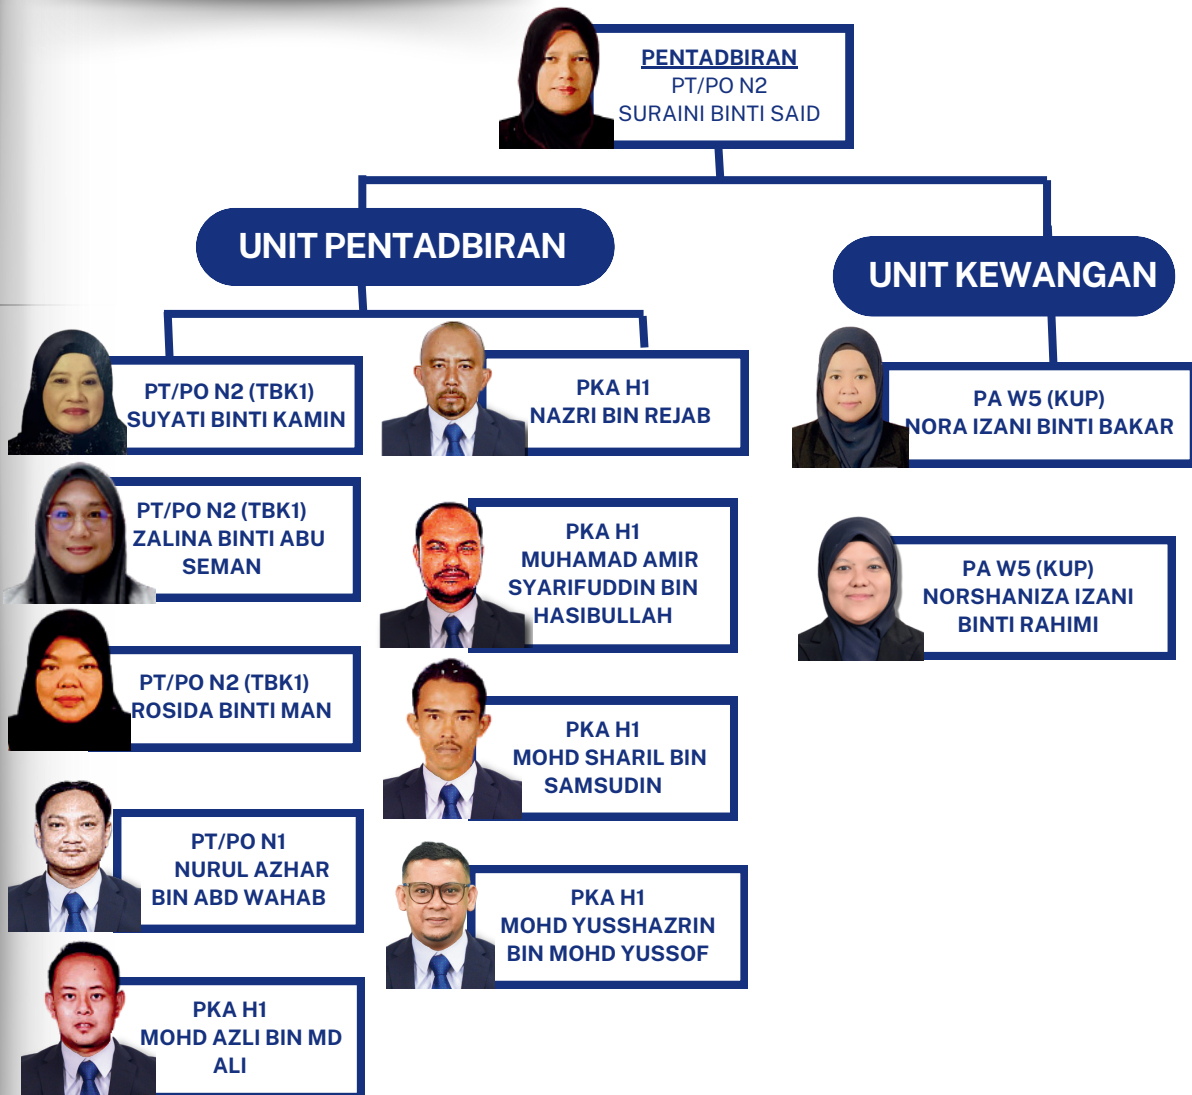 PENTADBIRAN
PT/PO N2
SURAINI BINTI SAID
UNIT PENTADBIRAN
UNIT KEWANGAN
PT/PO N2 (TBK1)
SUYATI BINTI KAMIN
PT/PO N2 (TBK1)
ZALINA BINTI ABU
SEMAN
PT/PO N2 (TBK1)
ROSIDA BINTI MAN
PT/PO N1
NURUL AZHAR
BIN ABD WAHAB
PKA H1
MOHD AZLI BIN MD
ALI
PKA H1
NAZRI BIN REJAB
PKA H1
MUHAMAD AMIR
SYARIFUDDIN BIN
HASIBULLAH
PKA H1
MOHD SHARIL BIN
SAMSUDIN
PKA H1
MOHD YUSSHAZRIN
BIN MOHD YUSSOF
PA W5 (KUP)
NORA IZANI BINTI BAKAR
PA W5 (KUP)
NORSHANIZA IZANI
BINTI RAHIMI